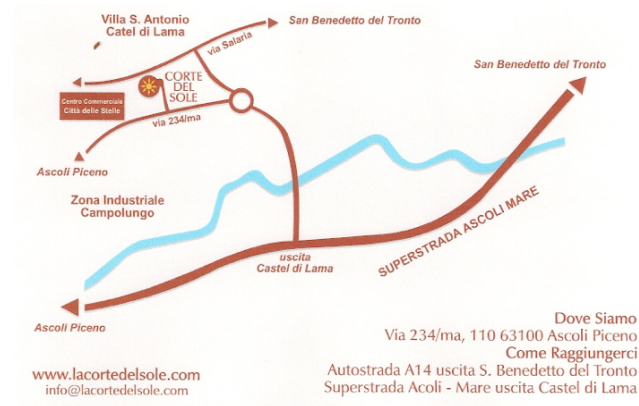 Villa S. Antonio
Catel di Lama
San Benedetto del Tronto
via Salaria
San Benedetto del Tronto
CORTE
DEL
SOLE
Centro Commerciale
Città delle Stelle
via 234/ma
Ascoli Piceno
Zona Industriale
Campolungo
SUPERSTRADA ASCOLI MARE
uscita
Castel di Lama
Ascoli Piceno
Dove Siamo
Via 234/ma, 110 63100 Ascoli Piceno
Come Raggiungerci
Autostrada A14 uscita S. Benedetto del Tronto
Superstrada Acoli - Mare uscita Castel di Lama
www.lacortedelsole.com
info@lacortedelsole.com